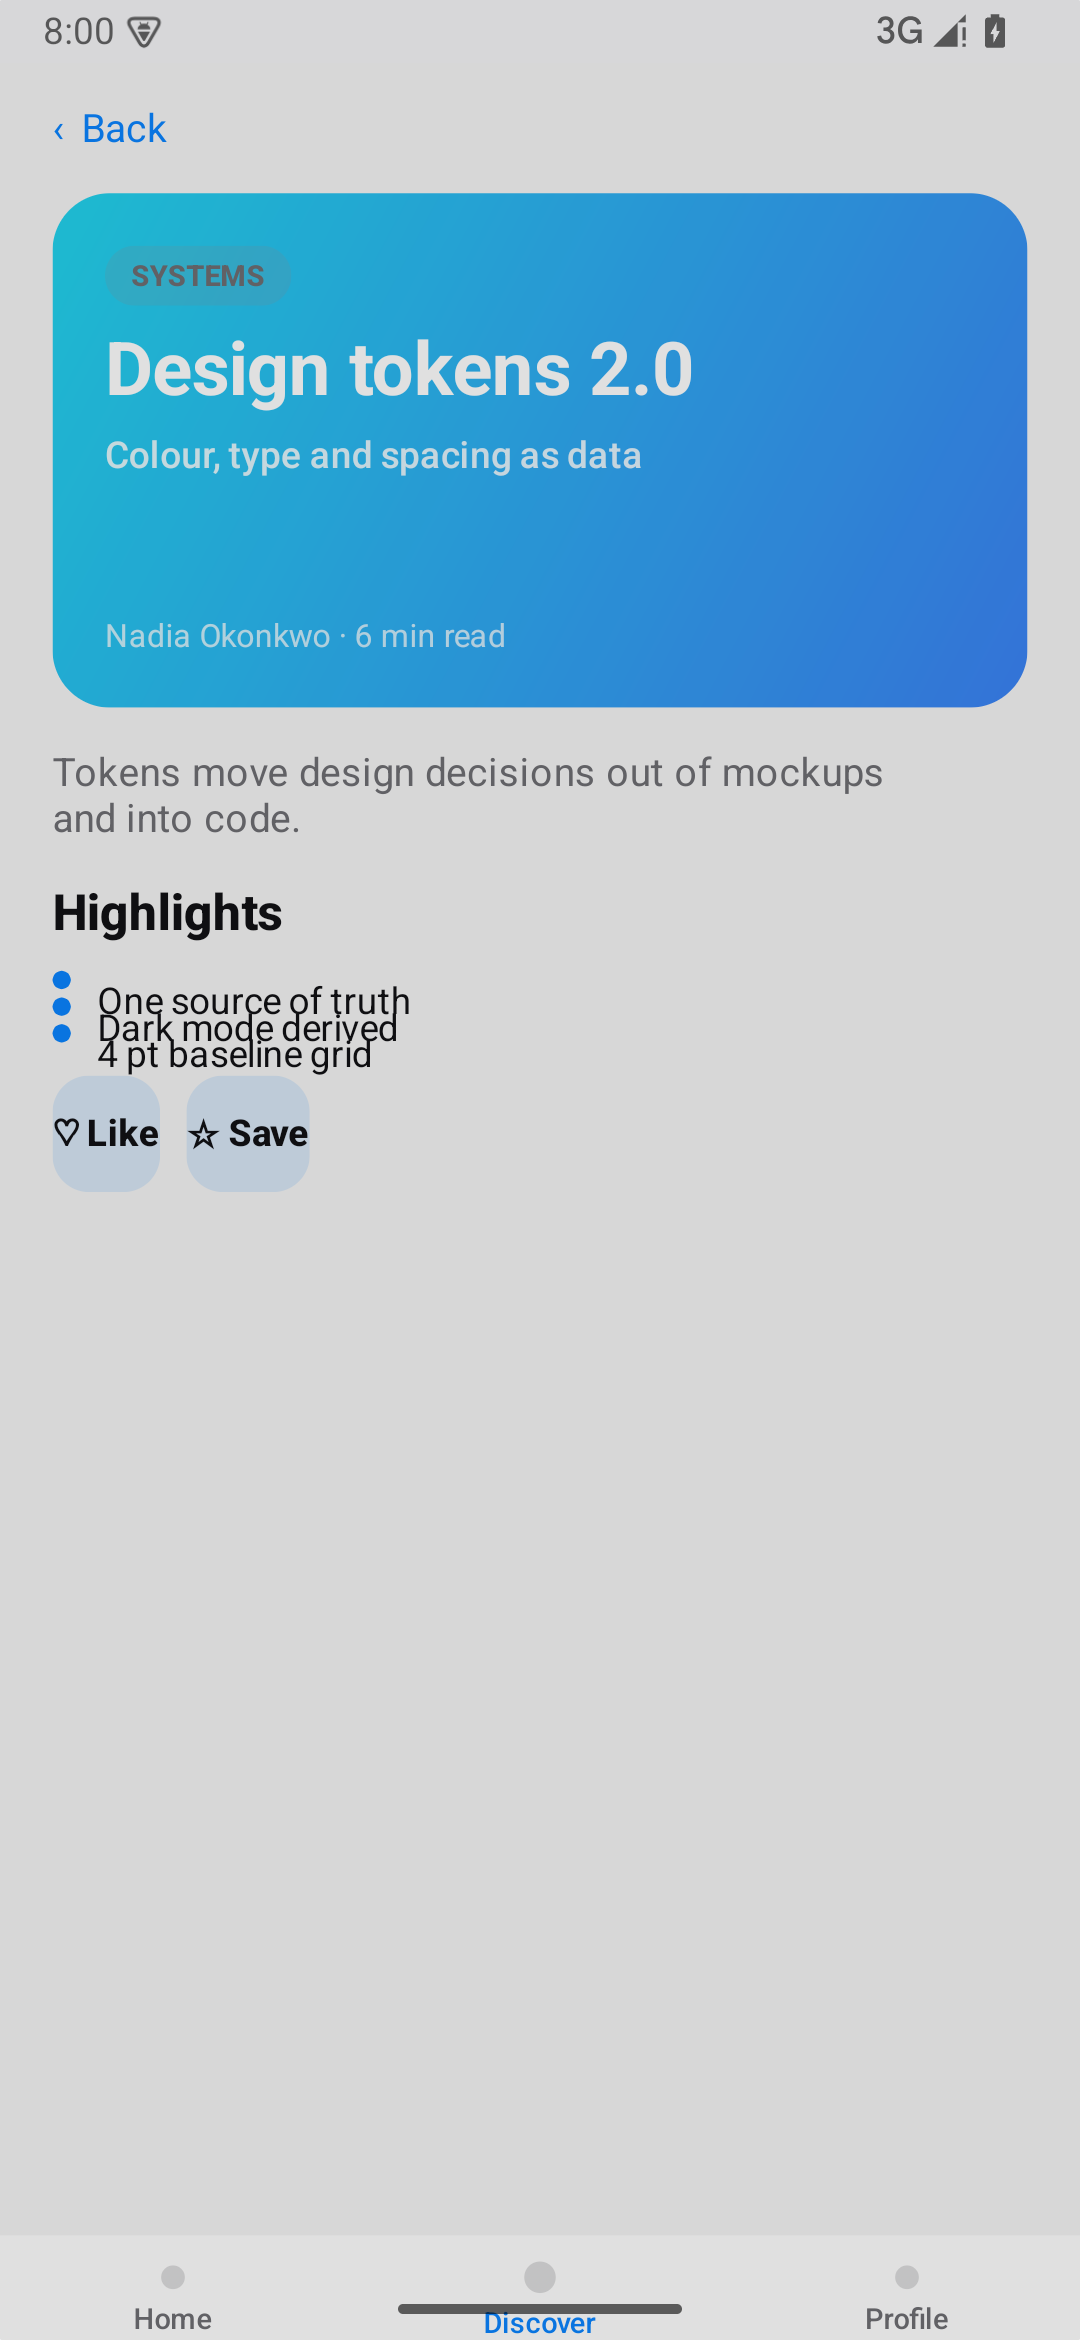 8:00
3G
‹ Back
SYSTEMS
Design tokens 2.0
Colour, type and spacing as data
Nadia Okonkwo · 6 min read
Tokens move design decisions out of mockups
and into code.
Highlights
One source of truth
Dark mode derived
4 pt baseline grid
♡ Like
☆ Save
Home
Discover
Profile